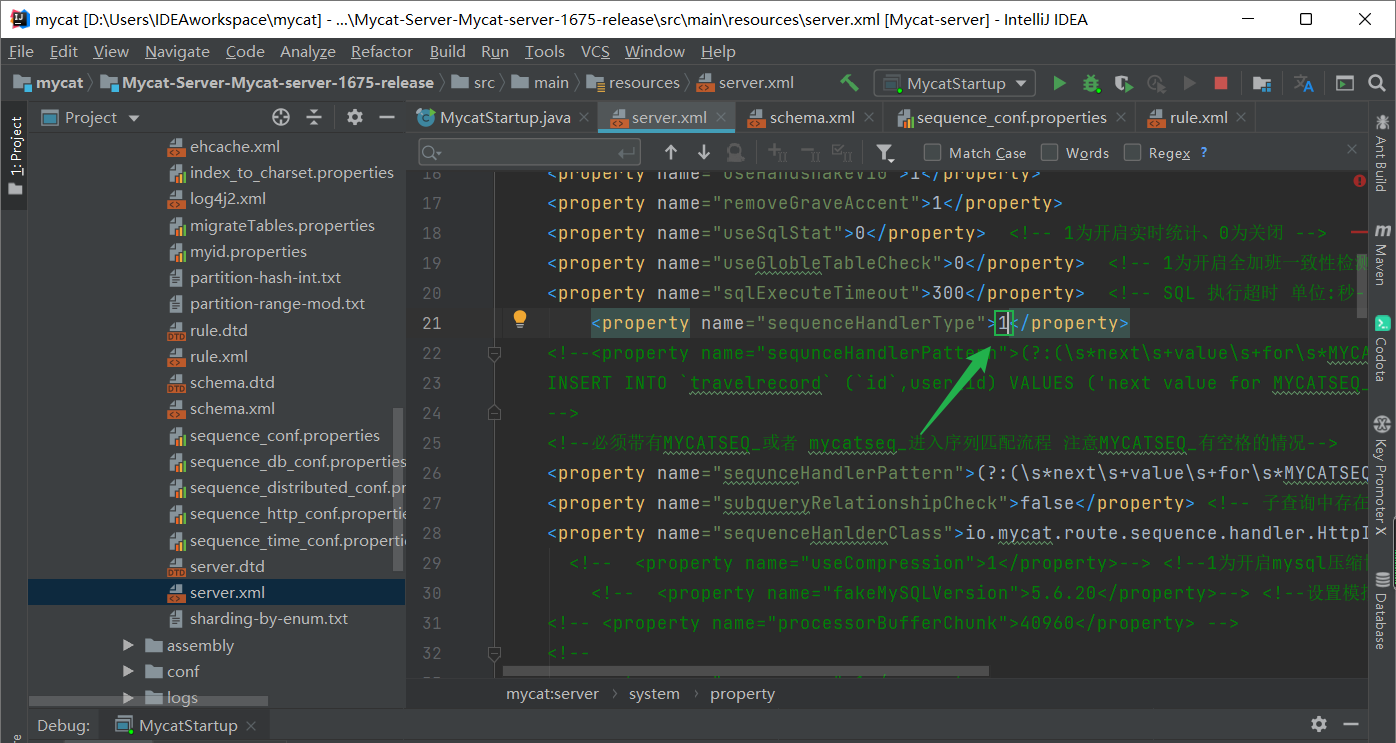 mycat [D:\Users\IDEAworkspace\mycat] - ...\Mycat-Server-Mycat-server-1675-release\src\main\resources\server.xml [Mycat-server] - IntelliJ IDEA
File Edit View Navigate Code Analyze Refactor Build Run Tools VCS Window Help
mycat Mycat-Server-Mycat-server-1675-release src main resources server.xml MycatStartup
1: Project
Project
MycatStartup.java server.xml schema.xml sequence_conf.properties rule.xml
Match Case Words Regex ?
ehcache.xml
index_to_charset.properties
log4j2.xml
migrateTables.properties
myid.properties
partition-hash-int.txt
partition-range-mod.txt
rule.dtd
rule.xml
schema.dtd
schema.xml
sequence_conf.properties
sequence_db_conf.properties
sequence_distributed_conf.pr
sequence_http_conf.propertie
sequence_time_conf.propertie
server.dtd
server.xml
sharding-by-enum.txt
assembly
conf
logs
16 <property name="useHandshakeV10">1</property>
17 <property name="removeGraveAccent">1</property>
18 <property name="useSqlStat">0</property> <!-- 1为开启实时统计、0为关闭 -->
19 <property name="useGlobleTableCheck">0</property> <!-- 1为开启全加班一致性检测
20 <property name="sqlExecuteTimeout">300</property> <!-- SQL 执行超时 单位:秒-
21 <property name="sequenceHandlerType">1</property>
22 <!--<property name="sequnceHandlerPattern">(?:(\s*next\s+value\s+for\s*MYCA
23 INSERT INTO `travelrecord` (`id`,user_id) VALUES ('next value for MYCATSEQ_
24 -->
25 <!--必须带有MYCATSEQ_或者 mycatseq_进入序列匹配流程 注意MYCATSEQ_有空格的情况-->
26 <property name="sequnceHandlerPattern">(?:(\s*next\s+value\s+for\s*MYCATSEQ
27 <property name="subqueryRelationshipCheck">false</property> <!-- 子查询中存在
28 <property name="sequenceHanlderClass">io.mycat.route.sequence.handler.HttpI
29 <!-- <property name="useCompression">1</property>--> <!--1为开启mysql压缩
30 <!-- <property name="fakeMySQLVersion">5.6.20</property>--> <!--设置模拟
31 <!-- <property name="processorBufferChunk">40960</property> -->
32 <!--
mycat:server system property
Ant Build
Maven
Codota
Key Promoter X
Database
Debug: MycatStartup